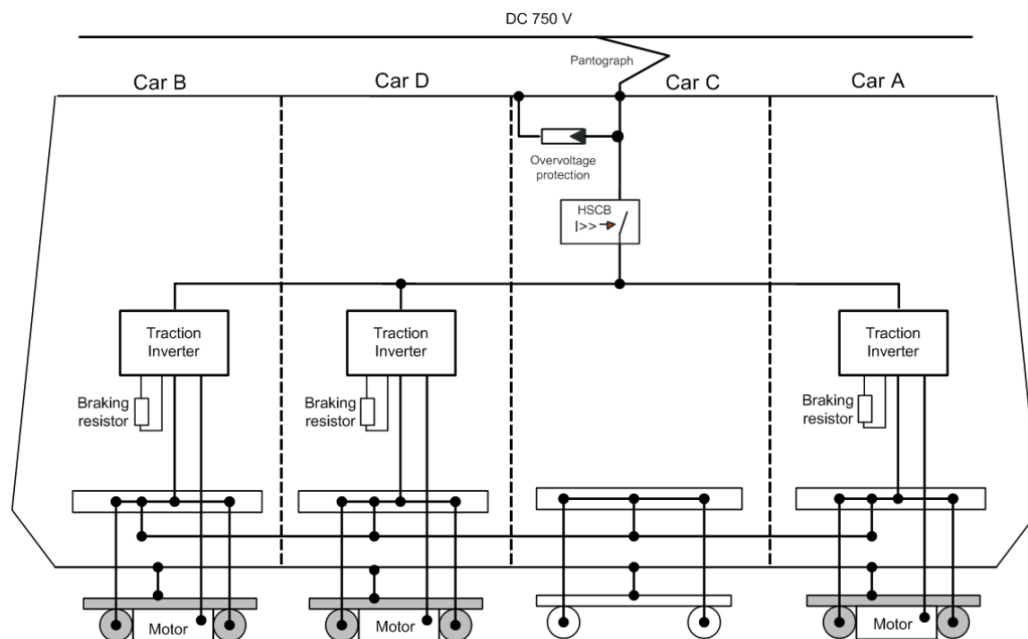 DC 750 V
Pantograph
Car B
Car D
Car C
Car A
Overvoltage
protection
HSCB
I>>
Traction
Inverter
Traction
Inverter
Traction
Inverter
Braking
resistor
Braking
resistor
Braking
resistor
Motor
Motor
Motor